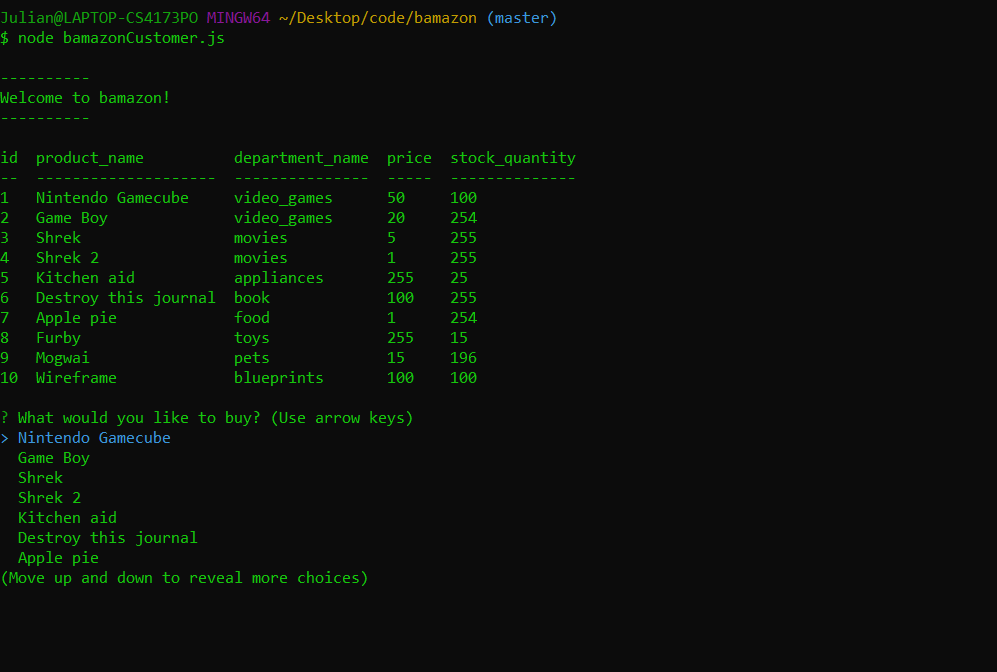 Julian@LAPTOP-CS4173PO MINGW64 ~/Desktop/code/bamazon (master)
$ node bamazonCustomer.js
----------
Welcome to bamazon!
----------
id  product_name          department_name  price  stock_quantity
--  --------------------  ---------------  -----  --------------
1   Nintendo Gamecube     video_games      50     100
2   Game Boy              video_games      20     254
3   Shrek                 movies           5      255
4   Shrek 2               movies           1      255
5   Kitchen aid           appliances       255    25
6   Destroy this journal  book             100    255
7   Apple pie             food             1      254
8   Furby                 toys             255    15
9   Mogwai                pets             15     196
10  Wireframe             blueprints       100    100
? What would you like to buy? (Use arrow keys)
> Nintendo Gamecube
  Game Boy
  Shrek
  Shrek 2
  Kitchen aid
  Destroy this journal
  Apple pie
(Move up and down to reveal more choices)